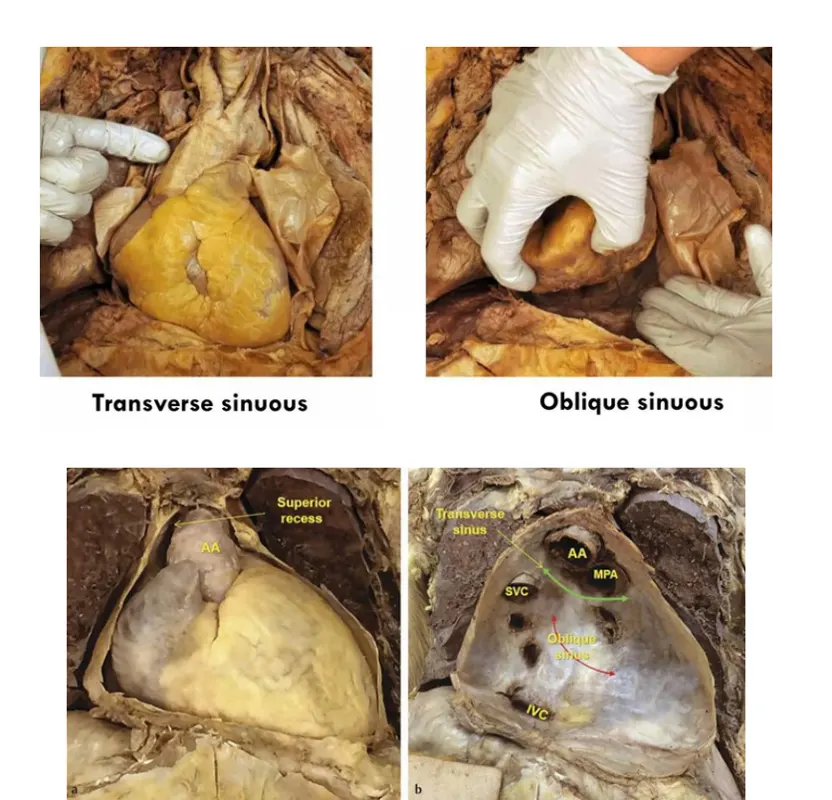 Transverse sinuous
Oblique sinuous
Superior
recess
AA
a
Transverse
sinus
AA
MPA
SVC
Oblique
sinus
IVC
b